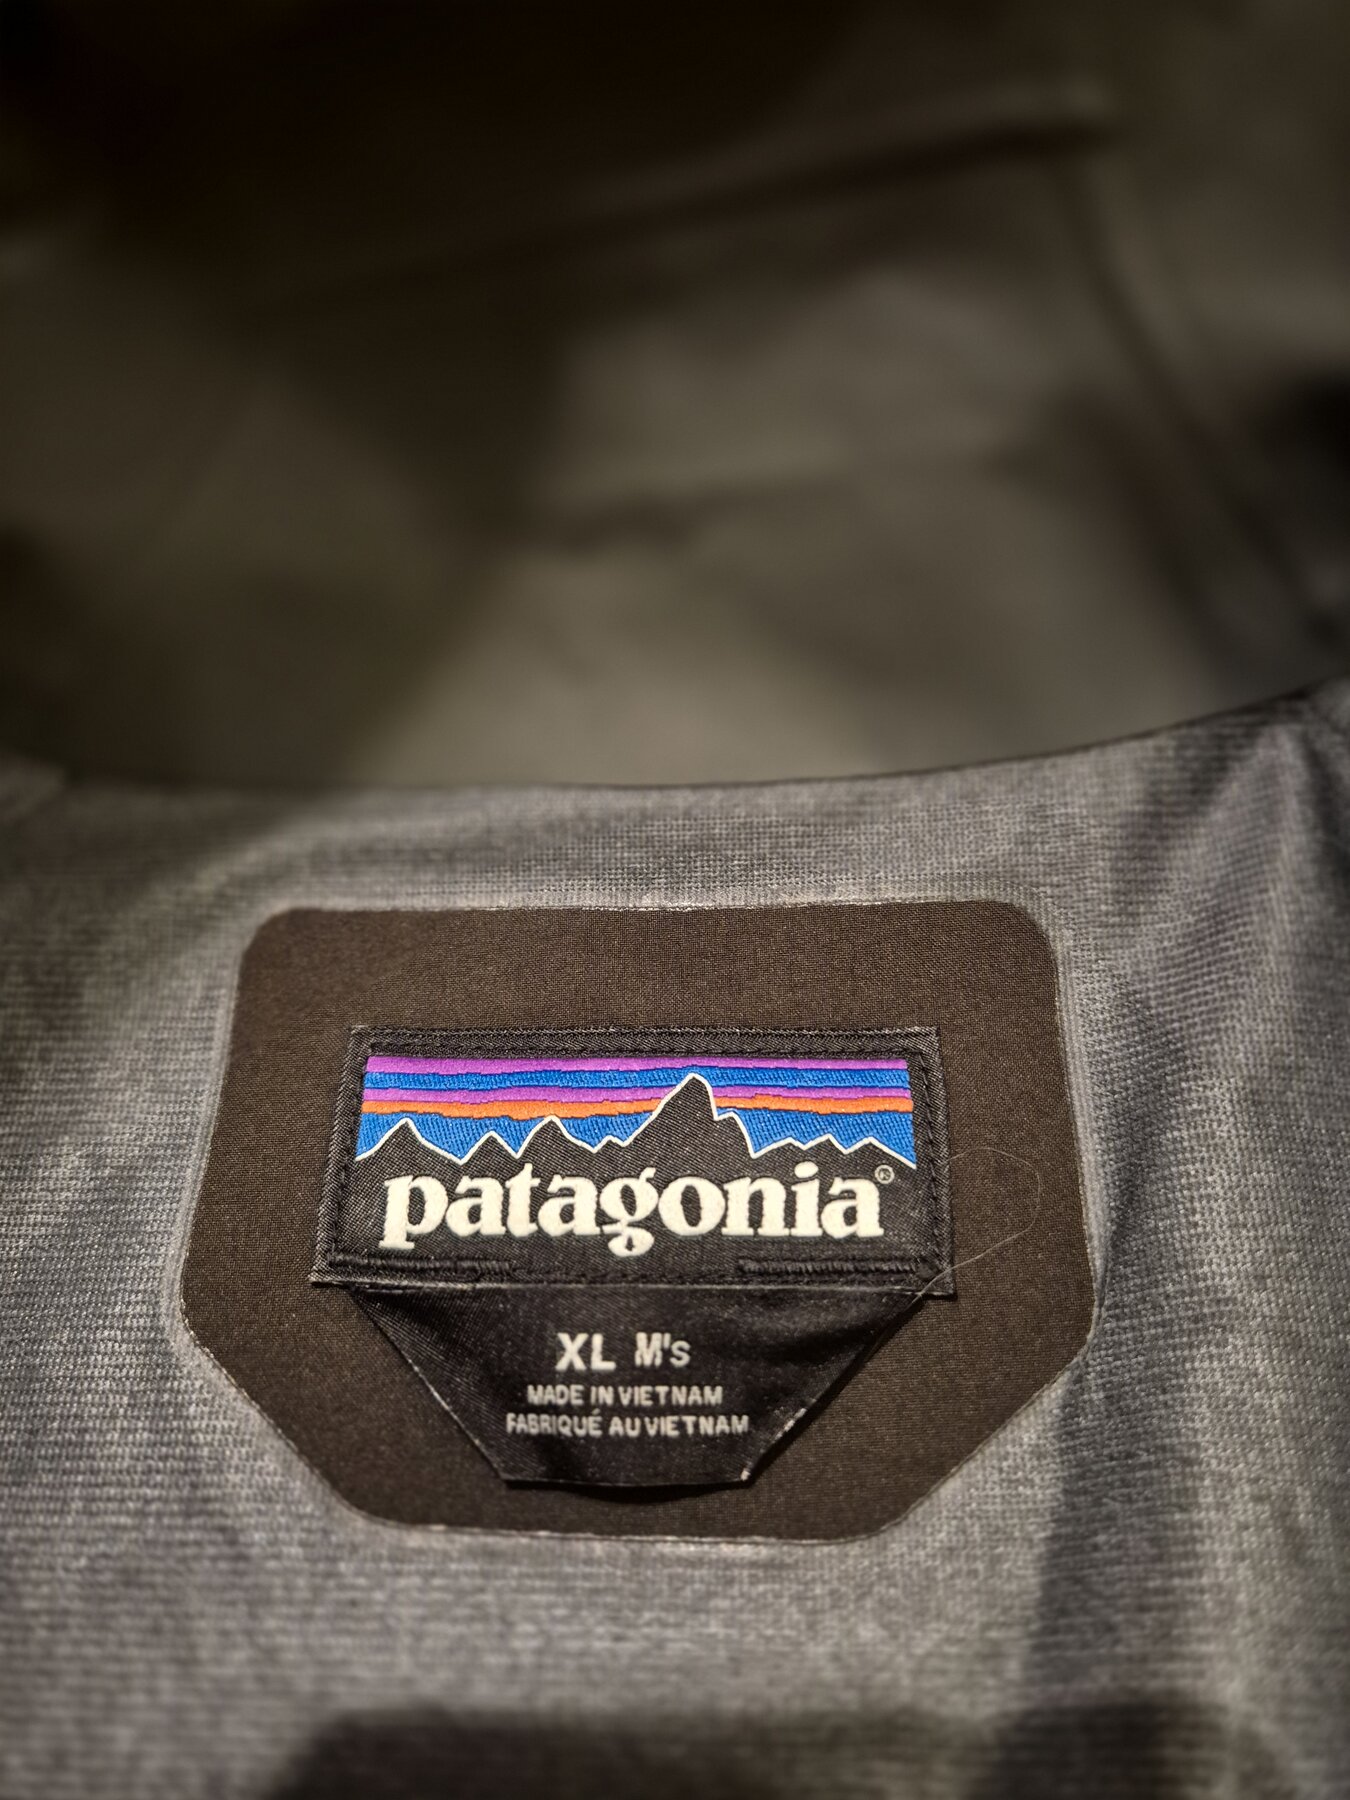 patagonia®
XL M's
MADE IN VIETNAM
FABRIQUÉ AU VIETNAM